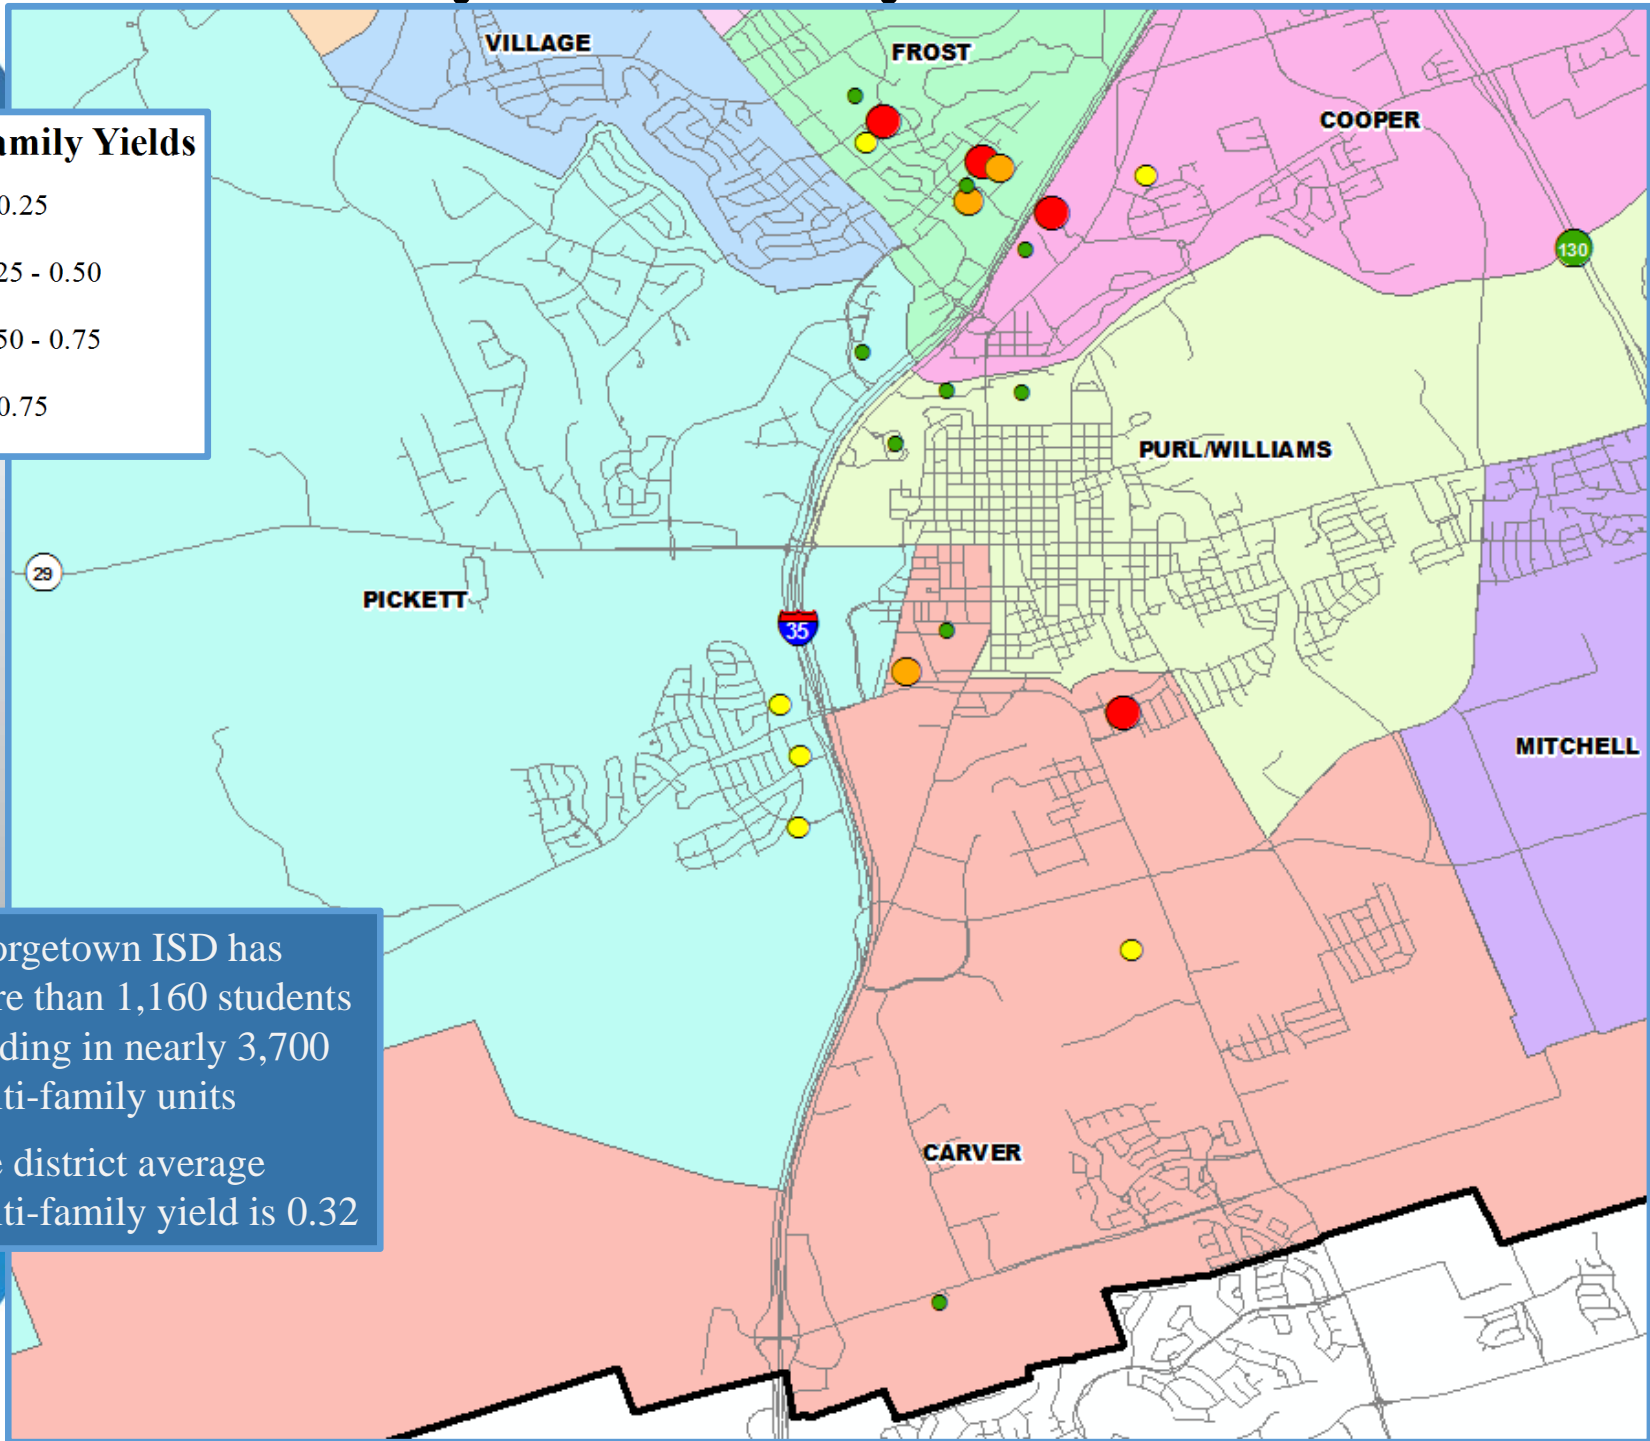 VILLAGE
FROST
COOPER
amily Yields
0.25
25 - 0.50
50 - 0.75
0.75
130
PURL/WILLIAMS
29
PICKETT
35
MITCHELL
orgetown ISD has
re than 1,160 students
ding in nearly 3,700
ti-family units
e district average
ti-family yield is 0.32
CARVER